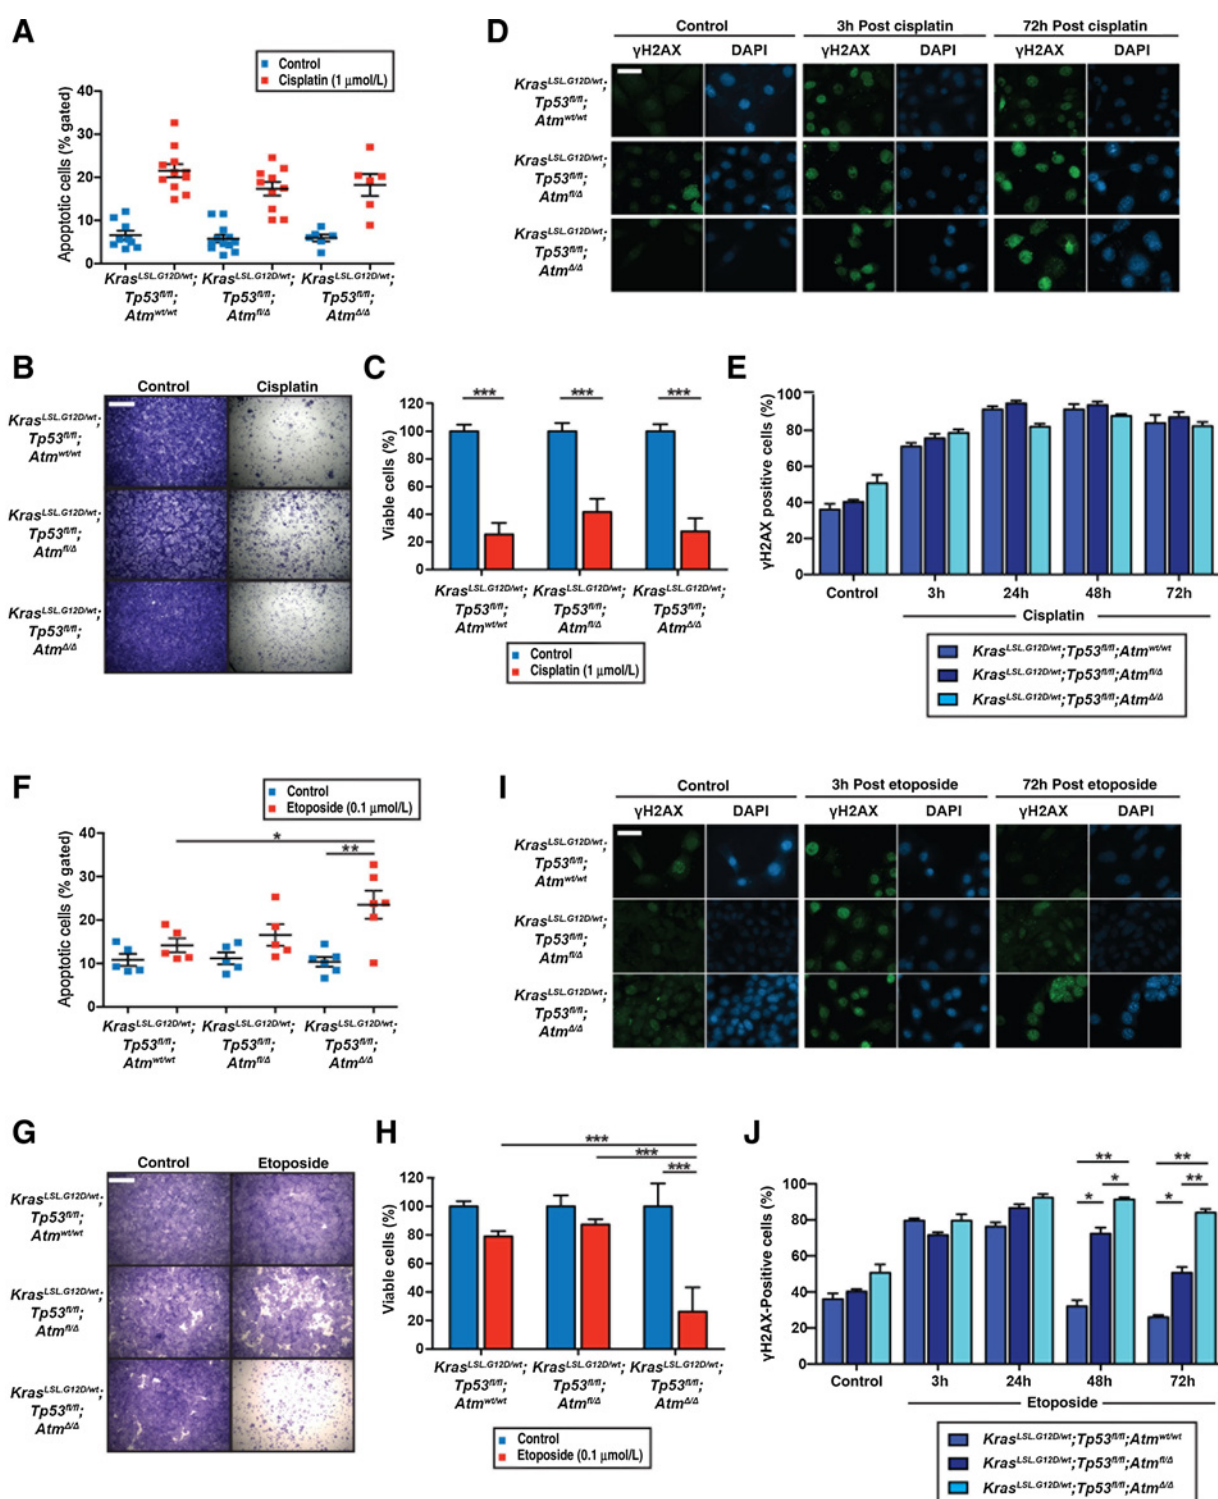 A
Control
Cisplatin (1 µmol/L)
Apoptotic cells (% gated)
40
30
20
10
0
Kras^LSL.G12D/wt; Kras^LSL.G12D/wt; Kras^LSL.G12D/wt;
Tp53^fl/fl; Tp53^fl/fl; Tp53^fl/fl;
Atm^wt/wt Atm^fl/Δ Atm^Δ/Δ
D
Control 3h Post cisplatin 72h Post cisplatin
γH2AX DAPI γH2AX DAPI γH2AX DAPI
Kras^LSL.G12D/wt;
Tp53^fl/fl;
Atm^wt/wt
Kras^LSL.G12D/wt;
Tp53^fl/fl;
Atm^fl/Δ
Kras^LSL.G12D/wt;
Tp53^fl/fl;
Atm^Δ/Δ
B
Control Cisplatin
Kras^LSL.G12D/wt;
Tp53^fl/fl;
Atm^wt/wt
Kras^LSL.G12D/wt;
Tp53^fl/fl;
Atm^fl/Δ
Kras^LSL.G12D/wt;
Tp53^fl/fl;
Atm^Δ/Δ
C
*** *** ***
Viable cells (%)
120
100
80
60
40
20
0
Kras^LSL.G12D/wt; Kras^LSL.G12D/wt; Kras^LSL.G12D/wt;
Tp53^fl/fl; Tp53^fl/fl; Tp53^fl/fl;
Atm^wt/wt Atm^fl/Δ Atm^Δ/Δ
Control
Cisplatin (1 µmol/L)
E
γH2AX positive cells (%)
100
80
60
40
20
0
Control 3h 24h 48h 72h
Cisplatin
Kras^LSL.G12D/wt;Tp53^fl/fl;Atm^wt/wt
Kras^LSL.G12D/wt;Tp53^fl/fl;Atm^fl/Δ
Kras^LSL.G12D/wt;Tp53^fl/fl;Atm^Δ/Δ
F
Control
Etoposide (0.1 µmol/L)
*
**
Apoptotic cells (% gated)
40
30
20
10
0
Kras^LSL.G12D/wt; Kras^LSL.G12D/wt; Kras^LSL.G12D/wt;
Tp53^fl/fl; Tp53^fl/fl; Tp53^fl/fl;
Atm^wt/wt Atm^fl/Δ Atm^Δ/Δ
I
Control 3h Post etoposide 72h Post etoposide
γH2AX DAPI γH2AX DAPI γH2AX DAPI
Kras^LSL.G12D/wt;
Tp53^fl/fl;
Atm^wt/wt
Kras^LSL.G12D/wt;
Tp53^fl/fl;
Atm^fl/Δ
Kras^LSL.G12D/wt;
Tp53^fl/fl;
Atm^Δ/Δ
G
Control Etoposide
Kras^LSL.G12D/wt;
Tp53^fl/fl;
Atm^wt/wt
Kras^LSL.G12D/wt;
Tp53^fl/fl;
Atm^fl/Δ
Kras^LSL.G12D/wt;
Tp53^fl/fl;
Atm^Δ/Δ
H
***
***
***
Viable cells (%)
120
100
80
60
40
20
0
Kras^LSL.G12D/wt; Kras^LSL.G12D/wt; Kras^LSL.G12D/wt;
Tp53^fl/fl; Tp53^fl/fl; Tp53^fl/fl;
Atm^wt/wt Atm^fl/Δ Atm^Δ/Δ
Control
Etoposide (0.1 µmol/L)
J
** **
* * * **
γH2AX-Positive cells (%)
100
80
60
40
20
0
Control 3h 24h 48h 72h
Etoposide
Kras^LSL.G12D/wt;Tp53^fl/fl;Atm^wt/wt
Kras^LSL.G12D/wt;Tp53^fl/fl;Atm^fl/Δ
Kras^LSL.G12D/wt;Tp53^fl/fl;Atm^Δ/Δ